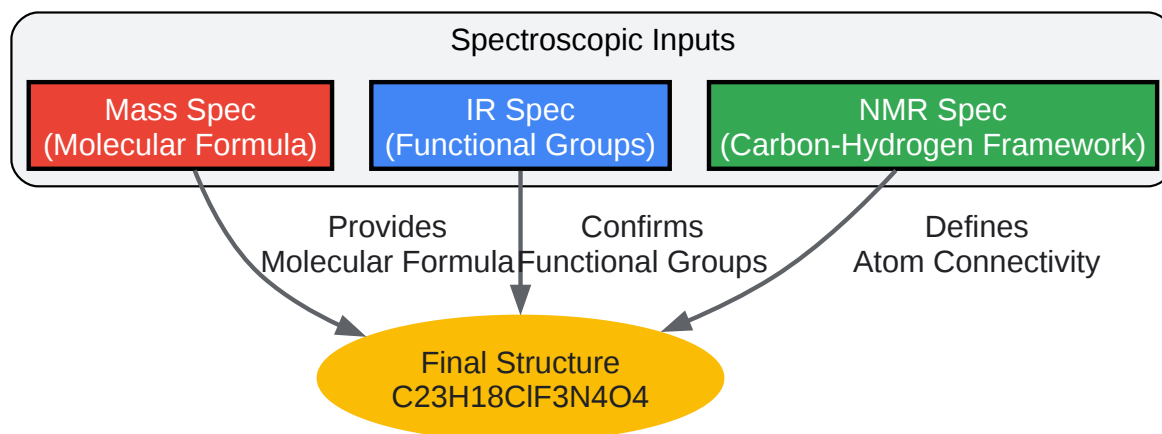 Spectroscopic Inputs
Mass Spec
(Molecular Formula)
IR Spec
(Functional Groups)
NMR Spec
(Carbon-Hydrogen Framework)
Provides
Molecular Formula
Confirms
Functional Groups
Defines
Atom Connectivity
Final Structure
C23H18ClF3N4O4